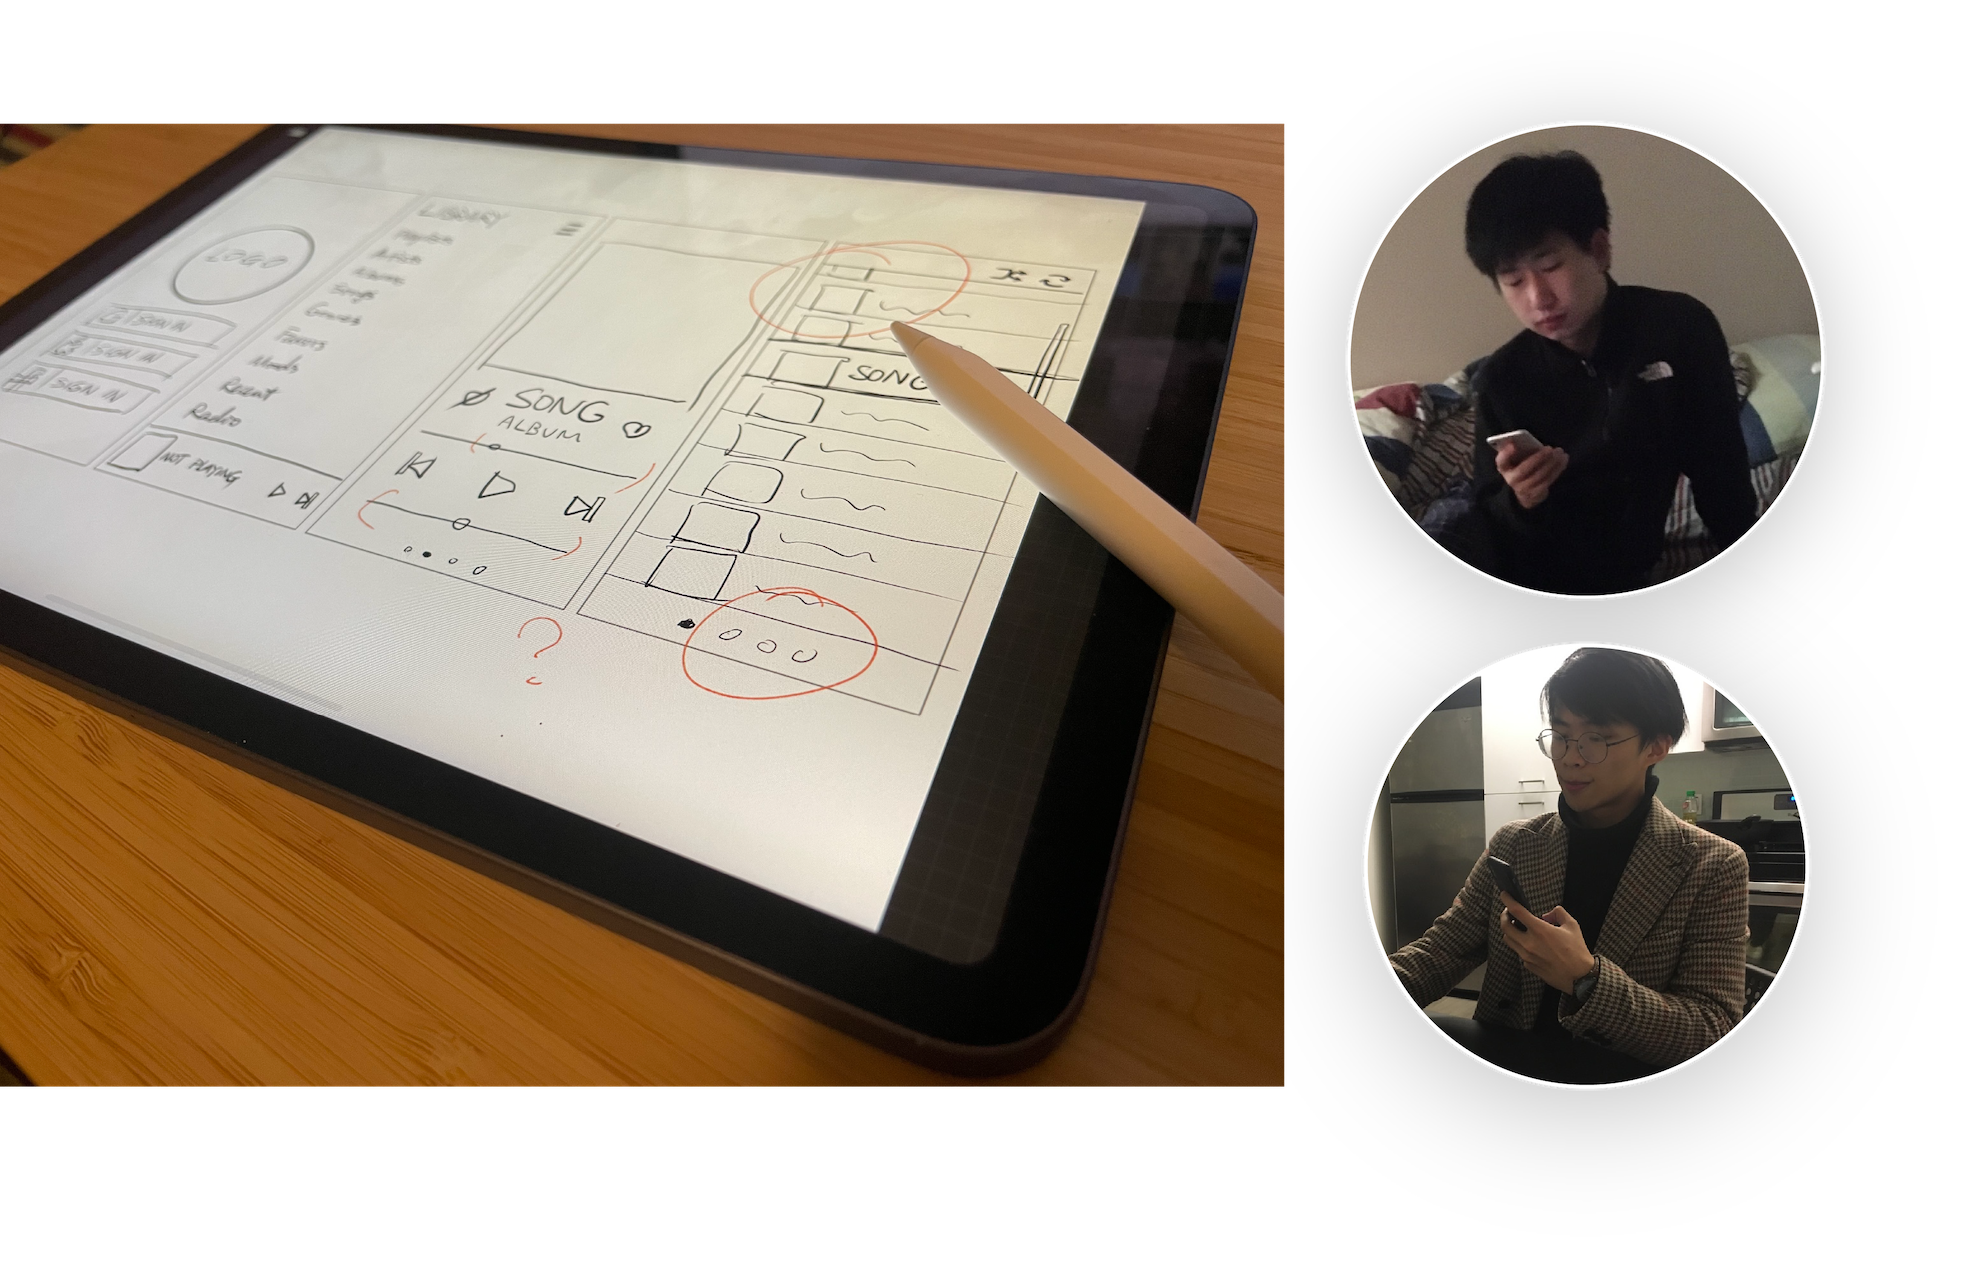 LOGO
SIGN IN
SIGN IN
SIGN IN
LIBRARY
Playlists
Artists
Albums
Songs
Genres
Moods
Recent
Radio
NOT PLAYING
SONG
ALBUM
SONG
?